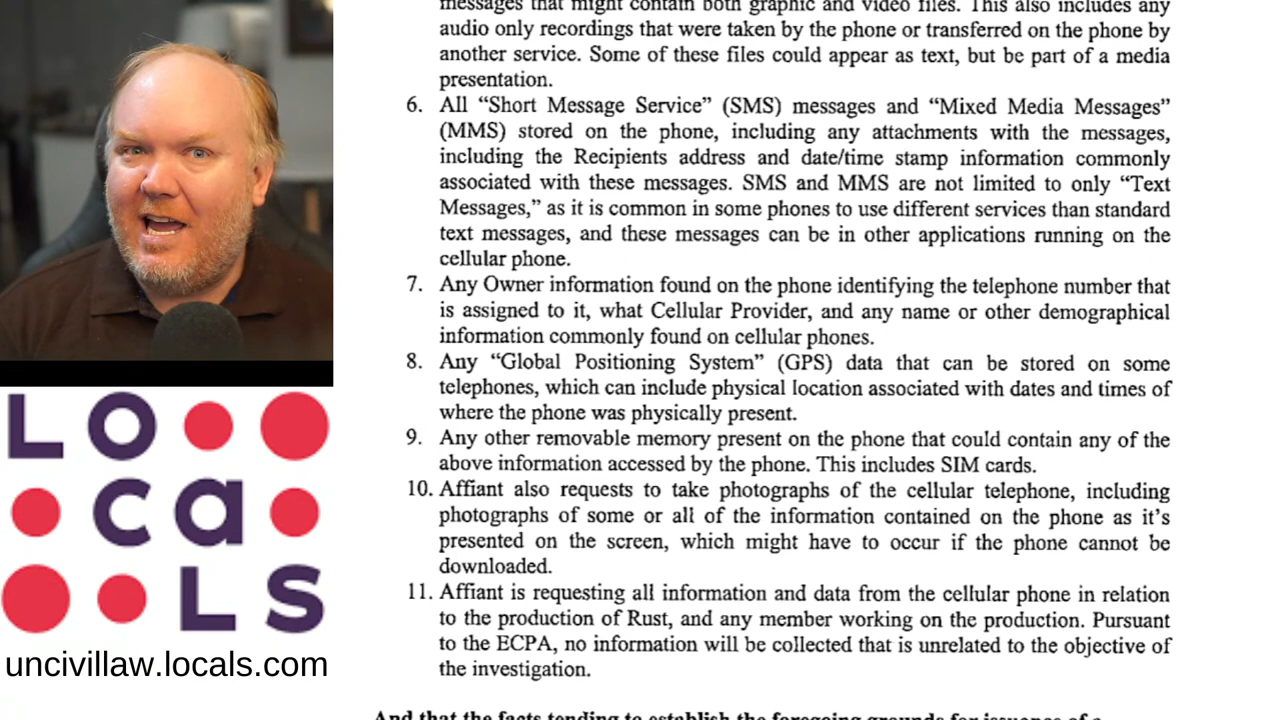 messages that might contain both graphic and video files. This also includes any
audio only recordings that were taken by the phone or transferred on the phone by
another service. Some of these files could appear as text, but be part of a media
presentation.
6. All “Short Message Service” (SMS) messages and “Mixed Media Messages”
(MMS) stored on the phone, including any attachments with the messages,
including the Recipients address and date/time stamp information commonly
associated with these messages. SMS and MMS are not limited to only “Text
Messages,” as it is common in some phones to use different services than standard
text messages, and these messages can be in other applications running on the
cellular phone.
7. Any Owner information found on the phone identifying the telephone number that
is assigned to it, what Cellular Provider, and any name or other demographical
information commonly found on cellular phones.
8. Any “Global Positioning System” (GPS) data that can be stored on some
telephones, which can include physical location associated with dates and times of
where the phone was physically present.
9. Any other removable memory present on the phone that could contain any of the
above information accessed by the phone. This includes SIM cards.
10. Affiant also requests to take photographs of the cellular telephone, including
photographs of some or all of the information contained on the phone as it’s
presented on the screen, which might have to occur if the phone cannot be
downloaded.
11. Affiant is requesting all information and data from the cellular phone in relation
to the production of Rust, and any member working on the production. Pursuant
to the ECPA, no information will be collected that is unrelated to the objective of
the investigation.
And that the facts tending to establish the foregoing grounds for issuance of a
LO
ca
LS
uncivillaw.locals.com